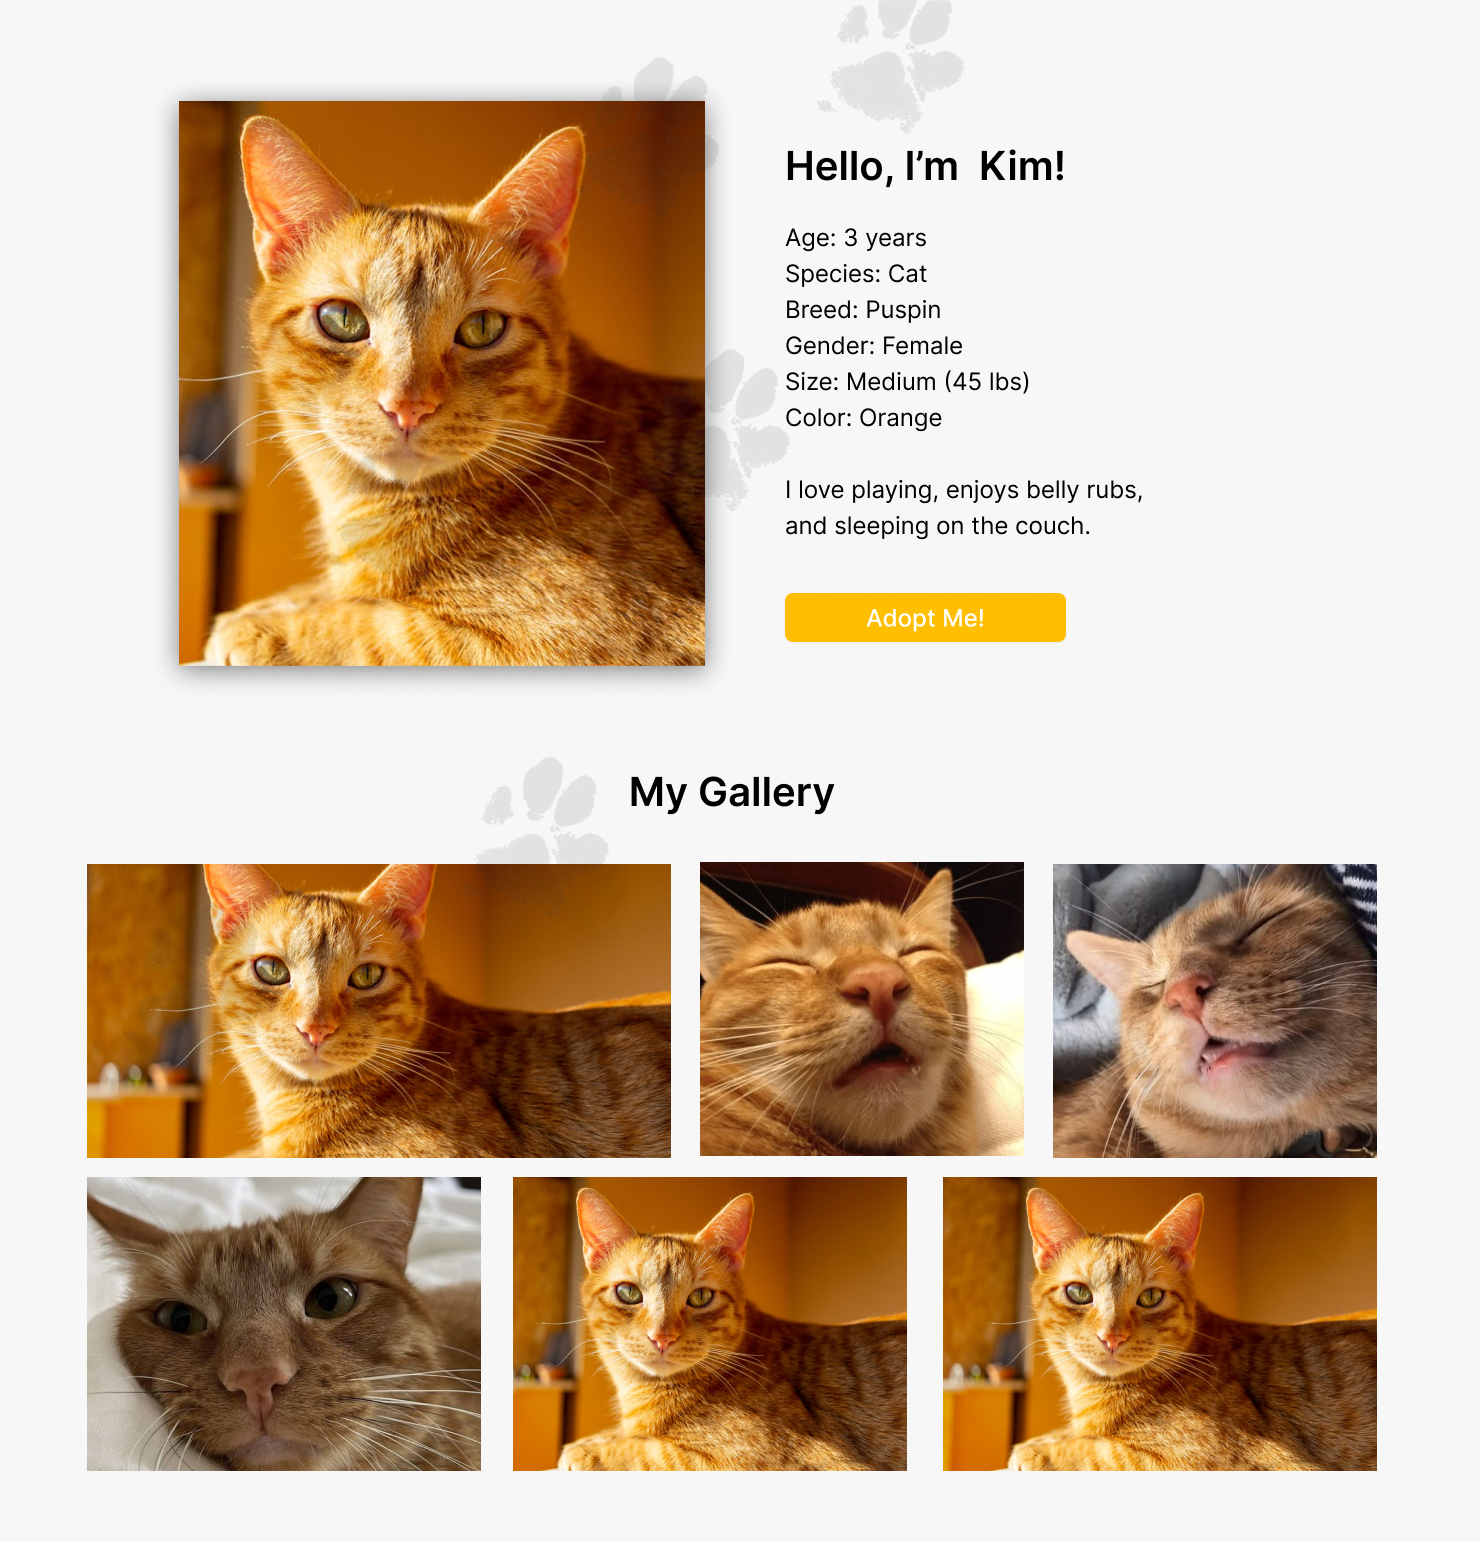 Hello, I’m  Kim!
Age: 3 years
Species: Cat
Breed: Puspin
Gender: Female
Size: Medium (45 lbs)
Color: Orange
I love playing, enjoys belly rubs,
and sleeping on the couch.
Adopt Me!
My Gallery